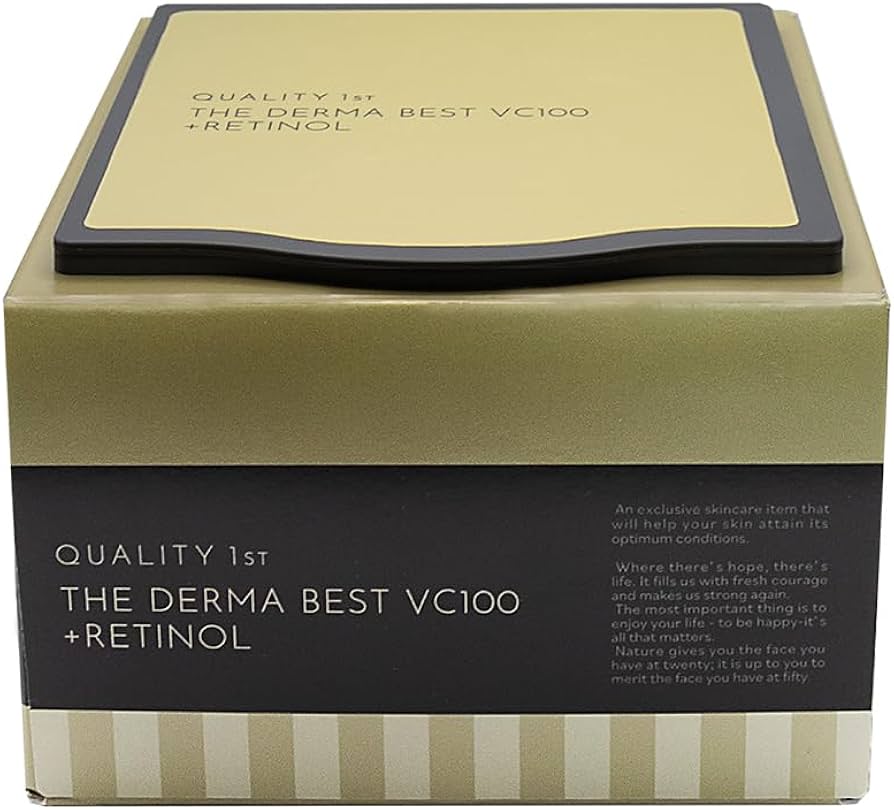 QUALITY 1ST
THE DERMA BEST VC100
+RETINOL
QUALITY 1ST
THE DERMA BEST VC100
+RETINOL
An exclusive skincare item that
will help your skin attain its
optimum conditions.
Where there's hope, there's
life. It fills us with fresh courage
and makes us strong again.
The most important thing is to
enjoy your life - to be happy-it's
all that matters.
Nature gives you the face you
have at twenty; it is up to you to
merit the face you have at fifty.